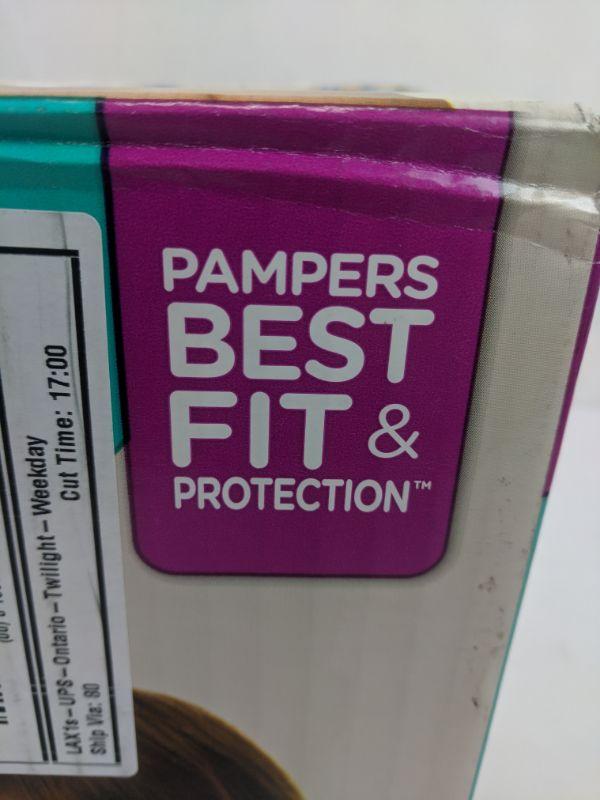 PAMPERS
BEST
FIT &
PROTECTION™
LAX1s-UPS-Ontario-Twilight-Weekday
Cut Time: 17:00
Ship Via: 80